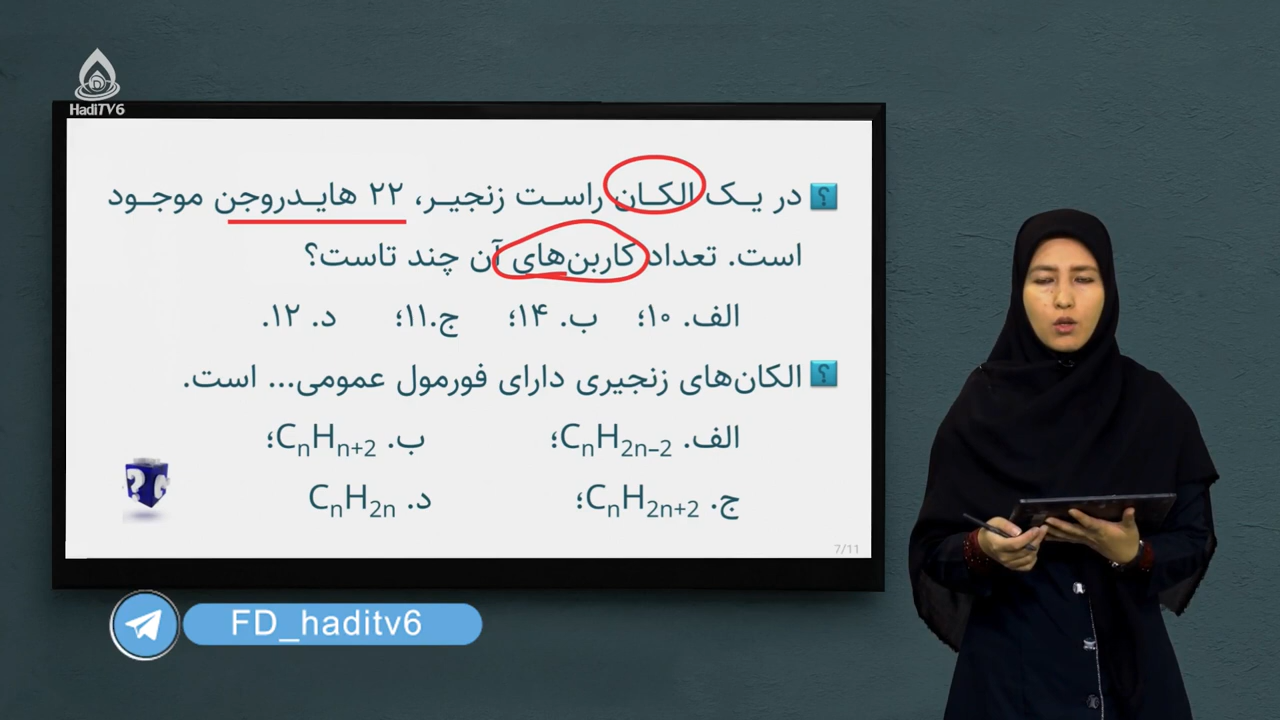 HadiTV6
در یک الکان راست زنجیر، ۲۲ هایدروجن موجود
است. تعداد کاربن‌های آن چند تاست؟
الف. ۱۰؛ ب. ۱۴؛ ج.۱۱؛ د. ۱۲.
الکان‌های زنجیری دارای فورمول عمومی... است.
الف. CnH2n–2؛ ب. CnHn+2؛
ج. CnH2n+2؛ د. CnH2n
7/11
FD_haditv6